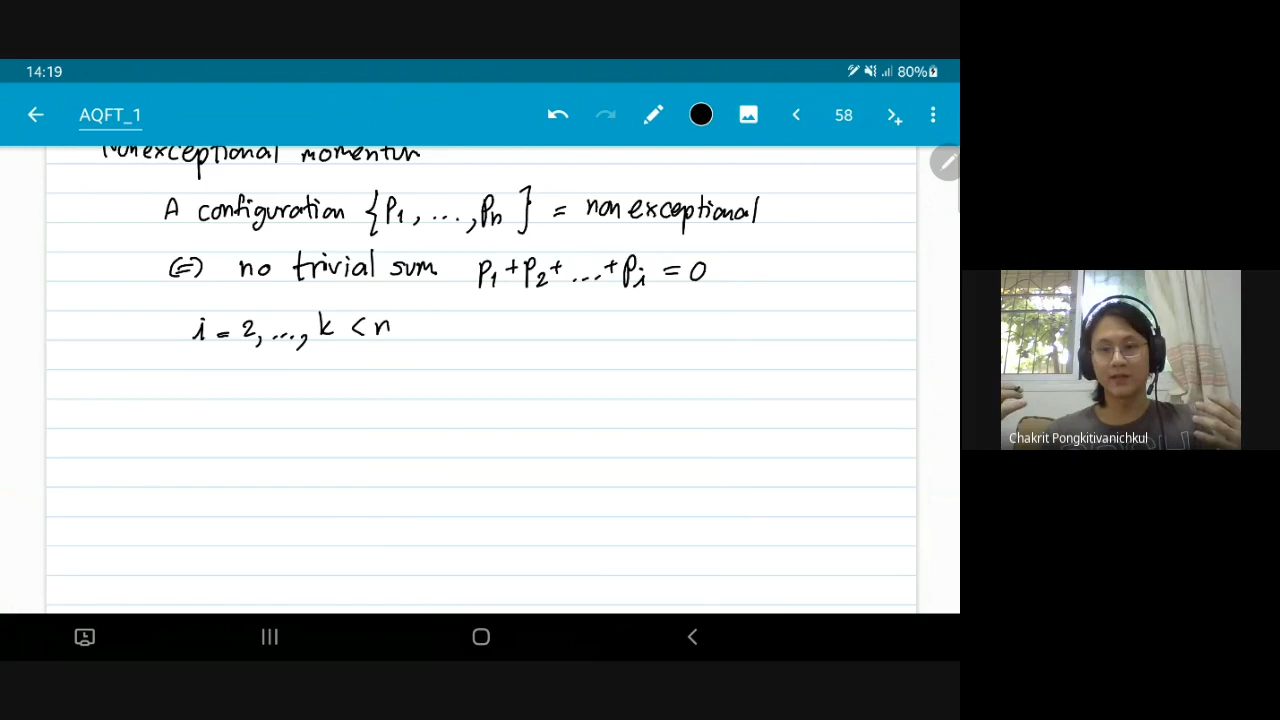 14:19
80%
AQFT_1
58
Nonexceptional momentum
A configuration {P1, ..., Pn} = nonexceptional
(=) no trivial sum P1+P2+...+Pi = 0
i = 2, ..., k < n
Chakrit Pongkitivanichkul